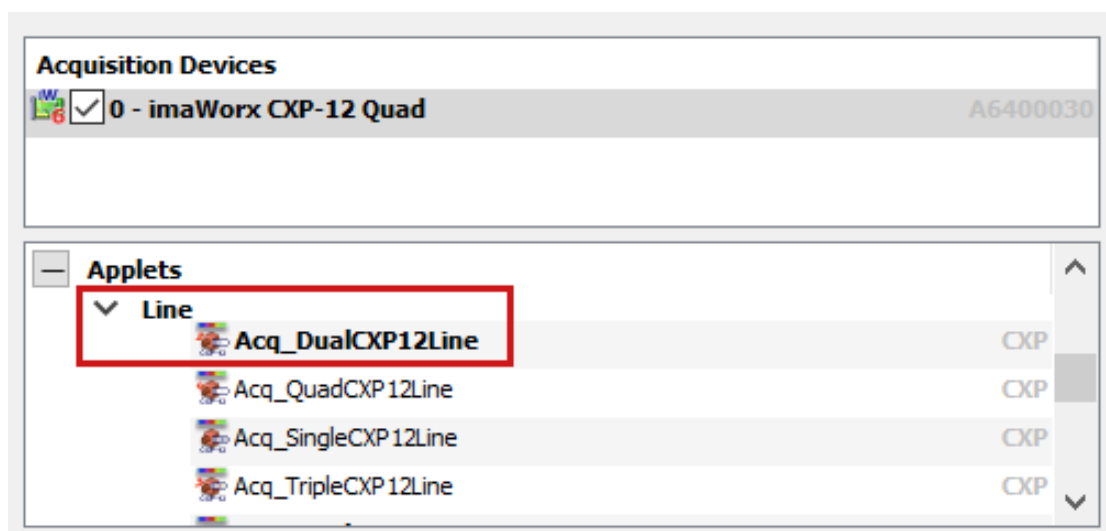 Acquisition Devices
0 - imaWorx CXP-12 Quad A6400030
Applets
Line
Acq_DualCXP12Line CXP
Acq_QuadCXP12Line CXP
Acq_SingleCXP12Line CXP
Acq_TripleCXP12Line CXP